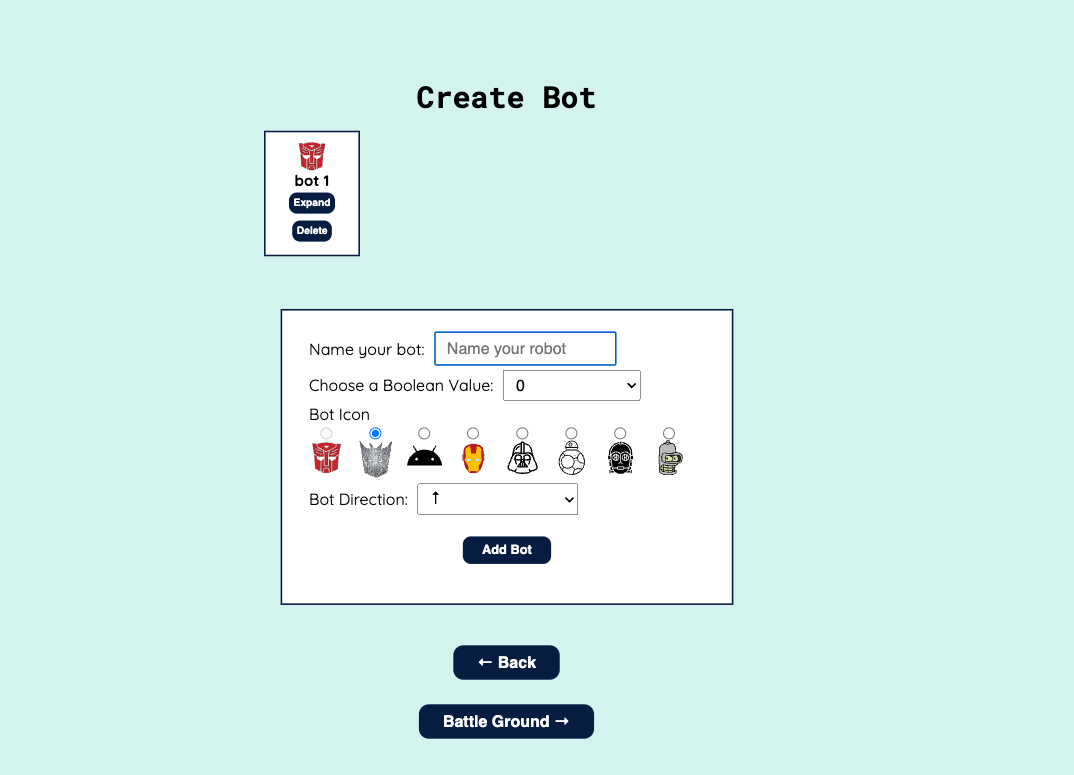 Create Bot
bot 1
Expand
Delete
Name your bot: Name your robot
Choose a Boolean Value: 0
Bot Icon
Bot Direction: ↑
Add Bot
← Back
Battle Ground →